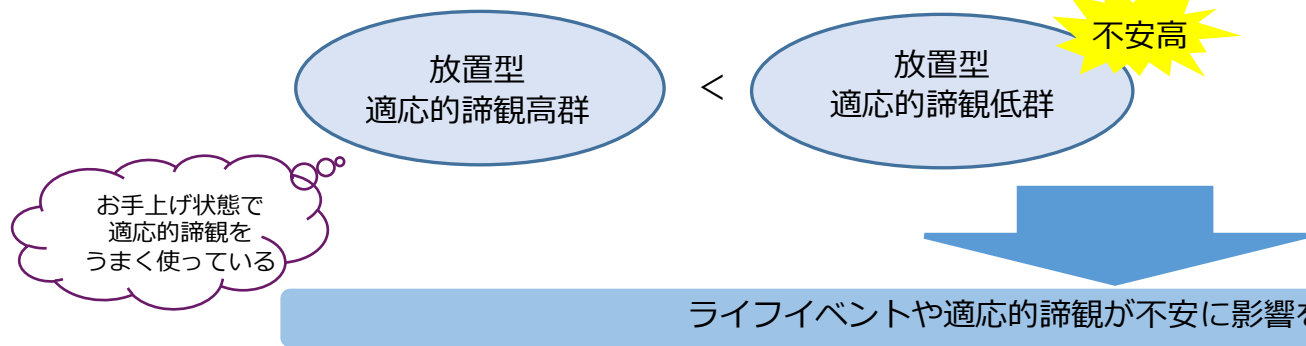 不安高
放置型
適応的諦観高群
<
放置型
適応的諦観低群
お手上げ状態で
適応的諦観を
うまく使っている
ライフイベントや適応的諦観が不安に影響を